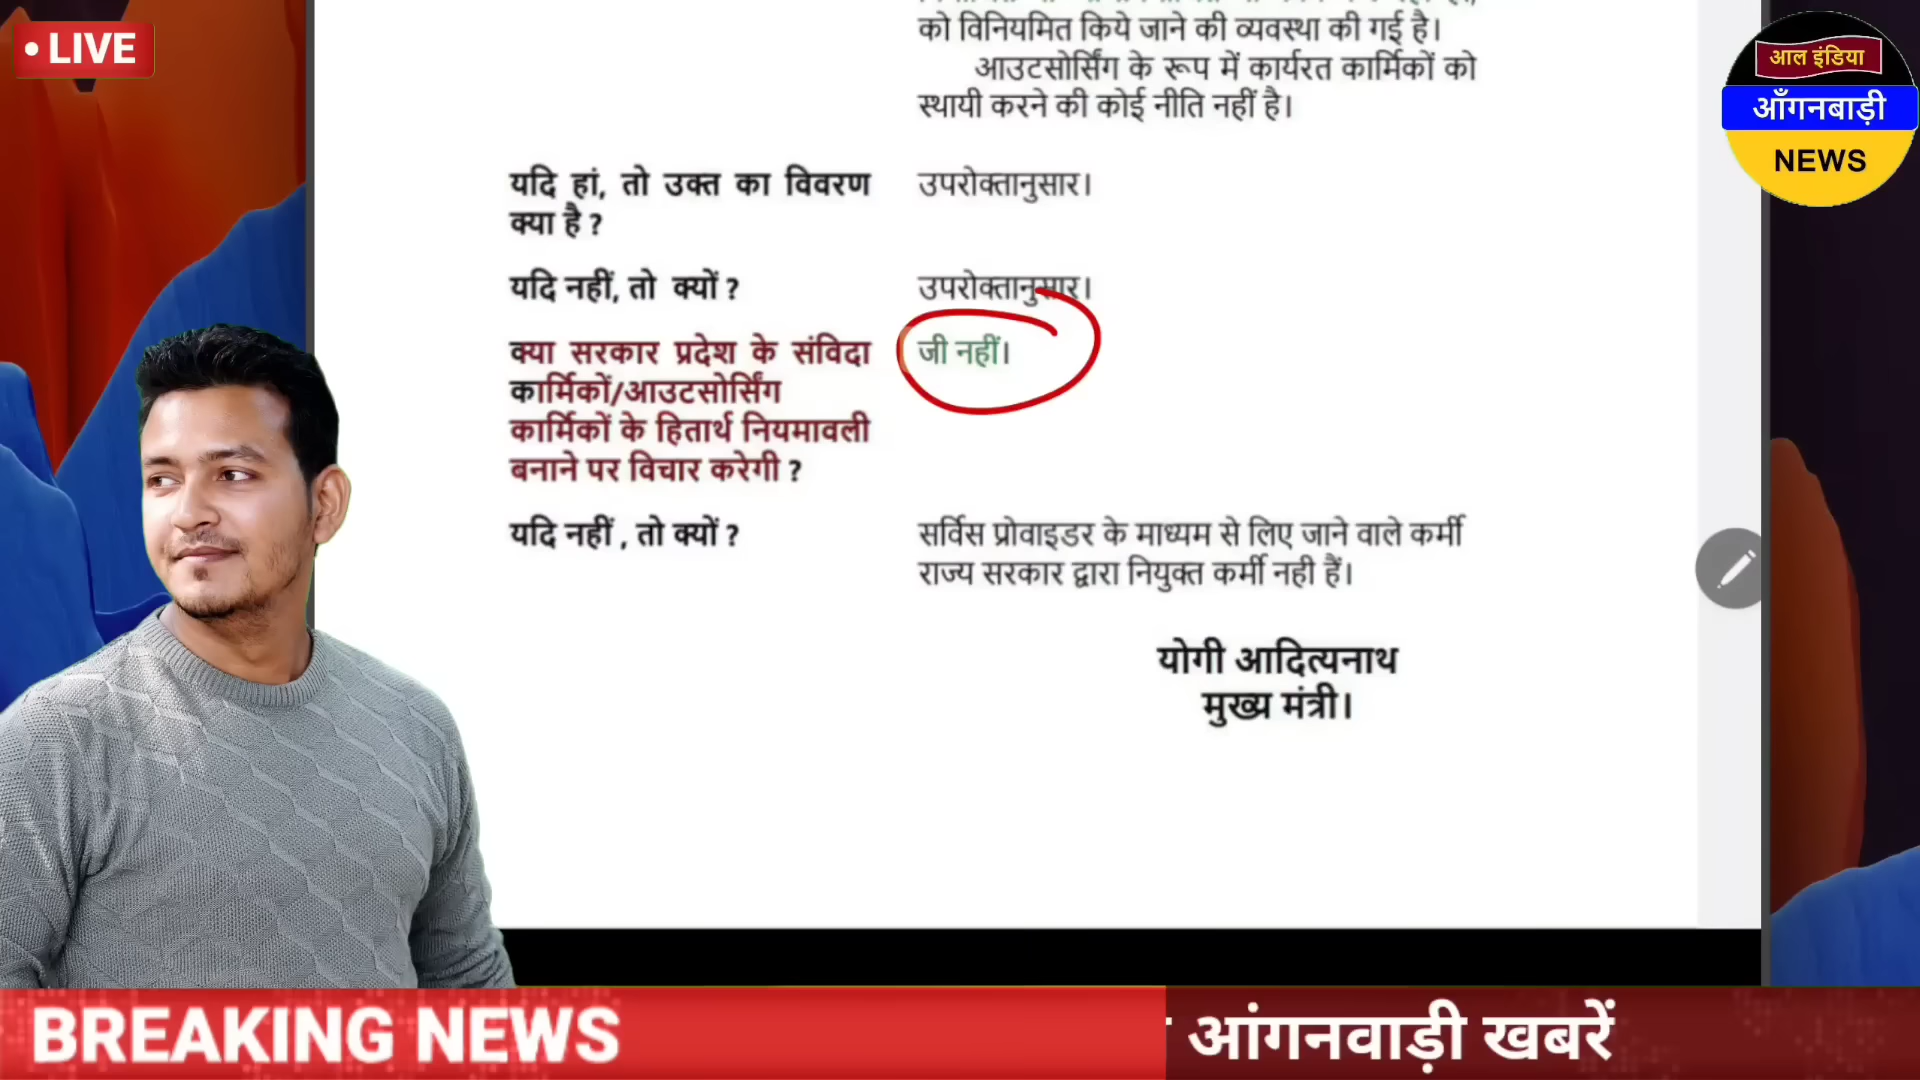 • LIVE
को विनियमित किये जाने की व्यवस्था की गई है।
आउटसोर्सिंग के रूप में कार्यरत कार्मिकों को
स्थायी करने की कोई नीति नहीं है।
यदि हां, तो उक्त का विवरण
क्या है ?
उपरोक्तानुसार।
यदि नहीं, तो क्यों ?
उपरोक्तानुसार।
क्या सरकार प्रदेश के संविदा
कार्मिकों/आउटसोर्सिंग
कार्मिकों के हितार्थ नियमावली
बनाने पर विचार करेगी ?
जी नहीं।
यदि नहीं , तो क्यों ?
सर्विस प्रोवाइडर के माध्यम से लिए जाने वाले कर्मी
राज्य सरकार द्वारा नियुक्त कर्मी नही हैं।
योगी आदित्यनाथ
मुख्य मंत्री।
आल इंडिया
आँगनबाड़ी
NEWS
BREAKING NEWS
आंगनवाड़ी खबरें